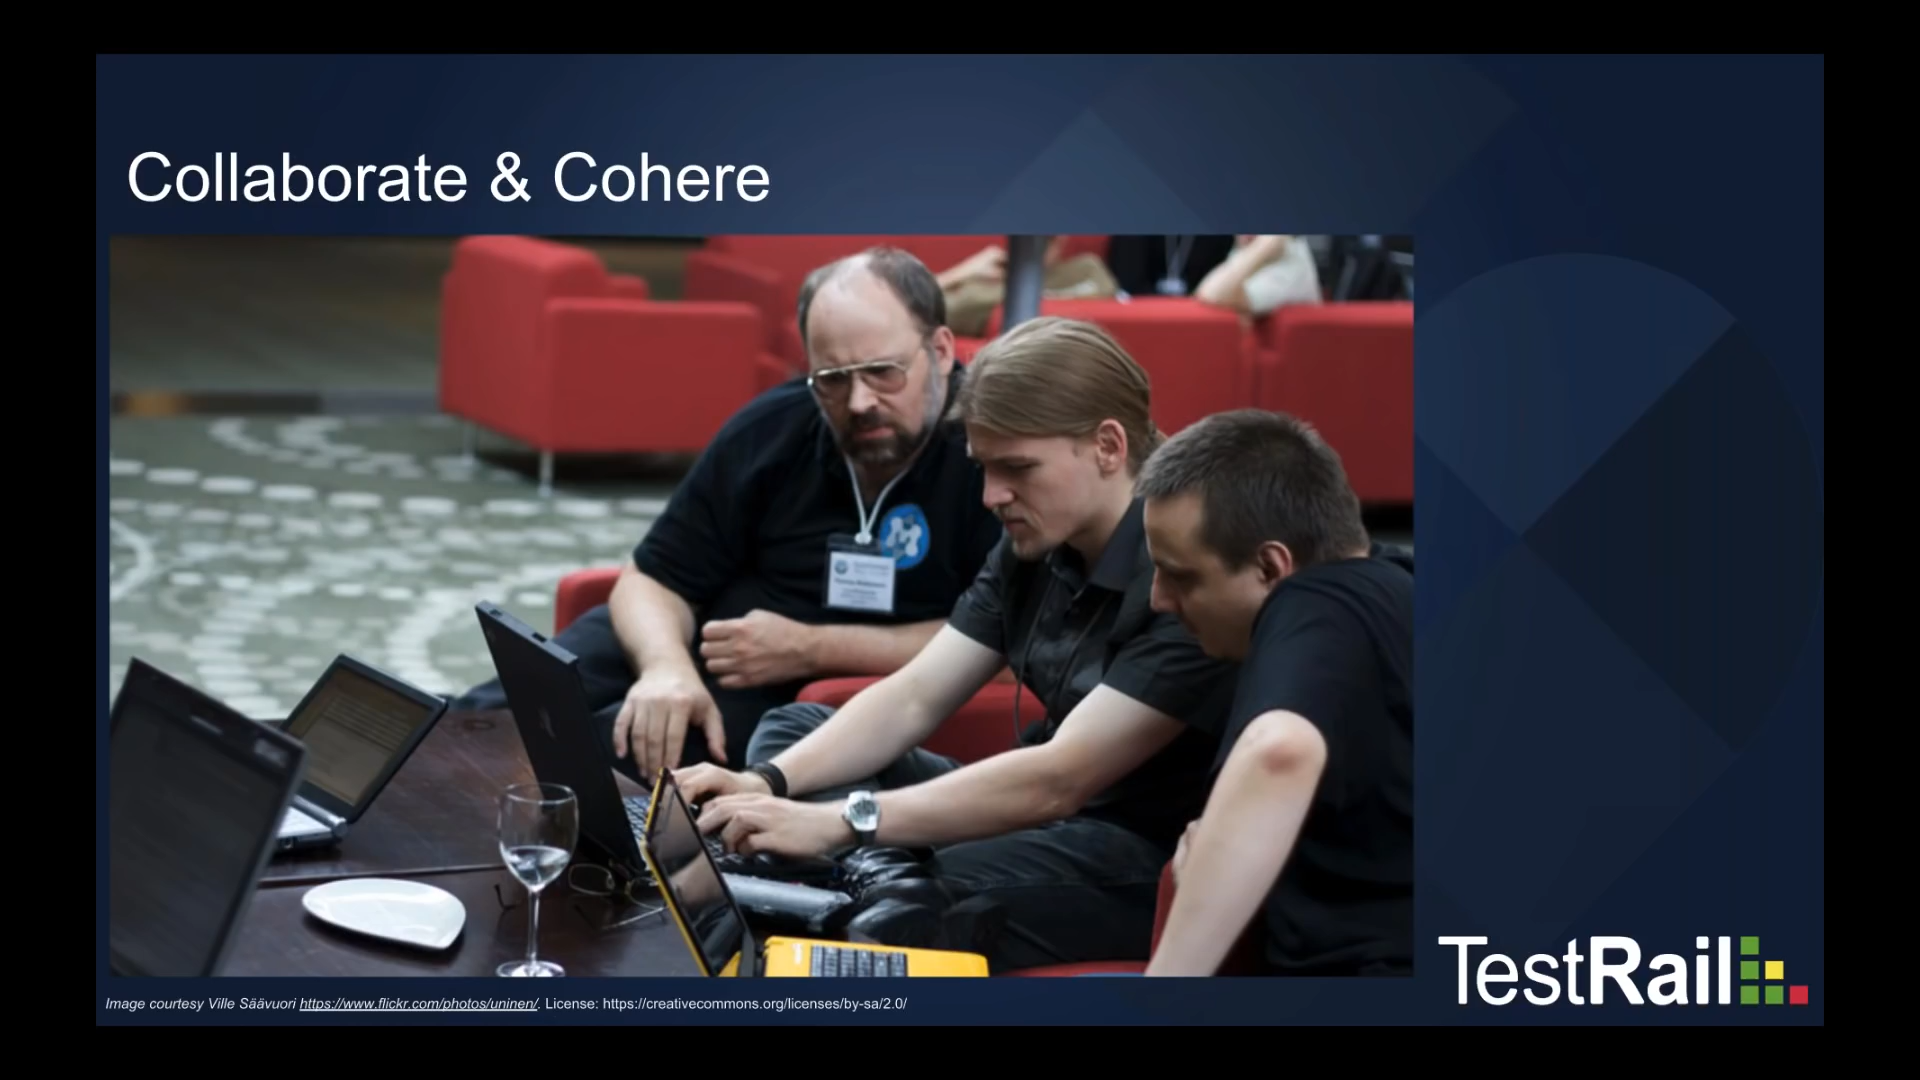 Collaborate & Cohere
Image courtesy Ville Säävuori https://www.flickr.com/photos/uninen/. License: https://creativecommons.org/licenses/by-sa/2.0/
TestRail